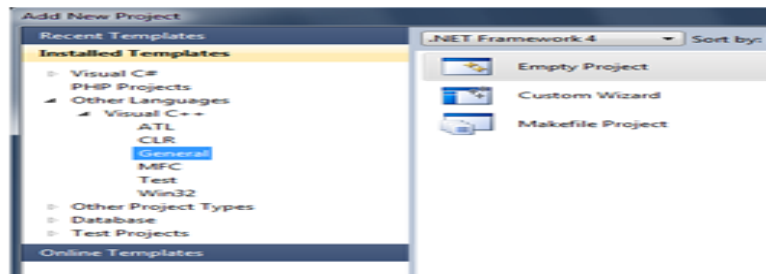 Add New Project
Recent Templates
Installed Templates
Visual C#
PHP Projects
Other Languages
Visual C++
ATL
CLR
General
MFC
Test
Win32
Other Project Types
Database
Test Projects
Online Templates
.NET Framework 4
Sort by:
Empty Project
Custom Wizard
Makefile Project